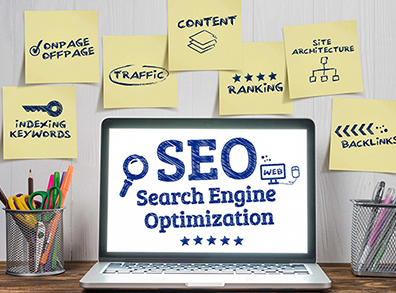 ONPAGE
OFFPAGE
TRAFFIC
CONTENT
RANKING
SITE
ARCHITECTURE
INDEXING
KEYWORDS
BACKLINKS
SEO
WEB
Search Engine
Optimization